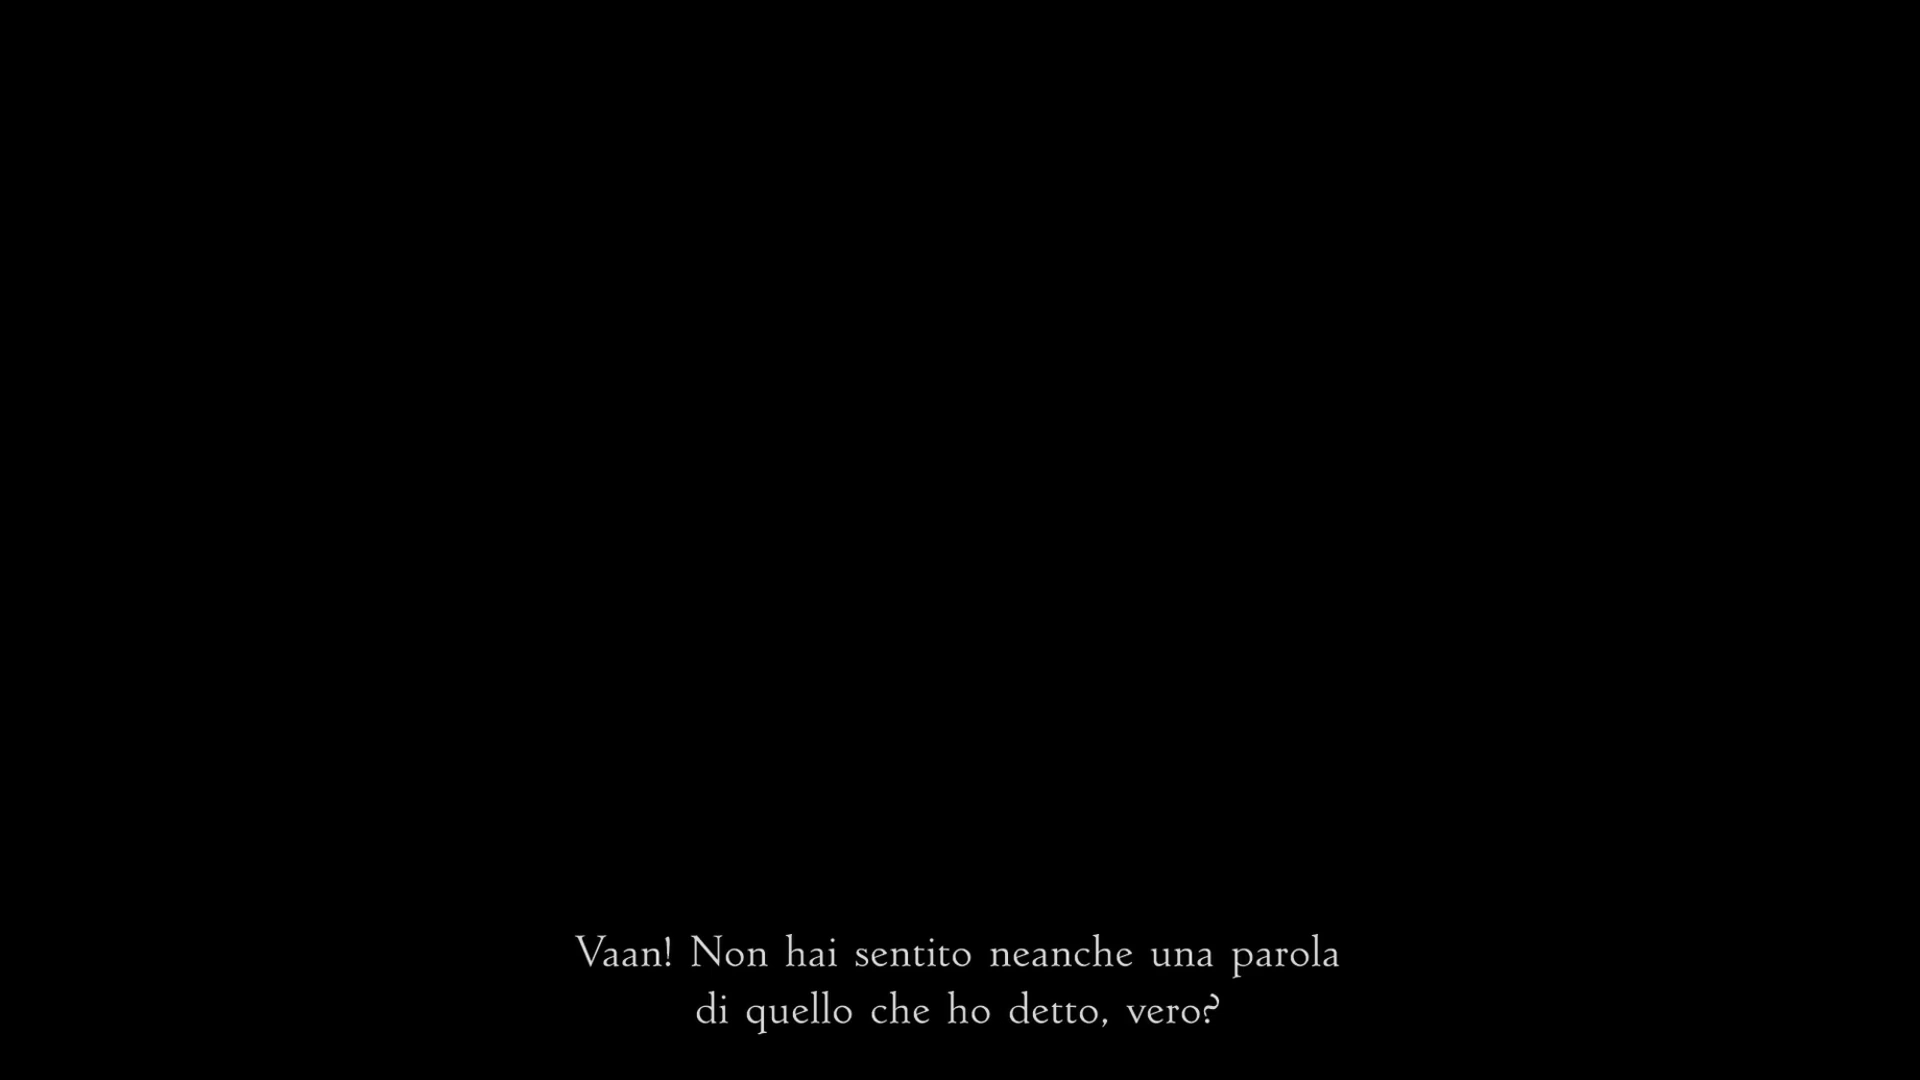 Vaan! Non hai sentito neanche una parola
di quello che ho detto, vero?